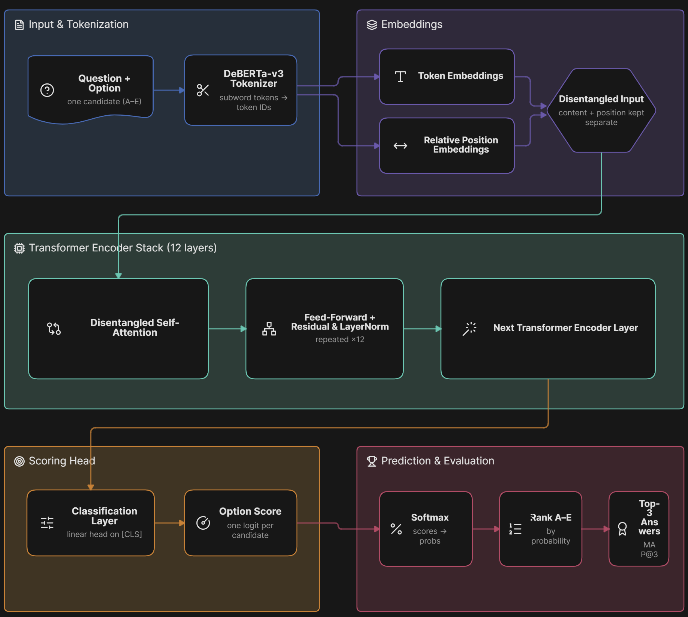 Input & Tokenization
Question +
Option
one candidate (A–E)
DeBERTa-v3
Tokenizer
subword tokens →
token IDs
Embeddings
Token Embeddings
Relative Position
Embeddings
Disentangled Input
content + position kept
separate
Transformer Encoder Stack (12 layers)
Disentangled Self-
Attention
Feed-Forward +
Residual & LayerNorm
repeated ×12
Next Transformer Encoder Layer
Scoring Head
Classification
Layer
linear head on [CLS]
Option Score
one logit per
candidate
Prediction & Evaluation
Softmax
scores →
probs
Rank A–E
by
probability
Top-
3
Ans
wers
MA
P@3